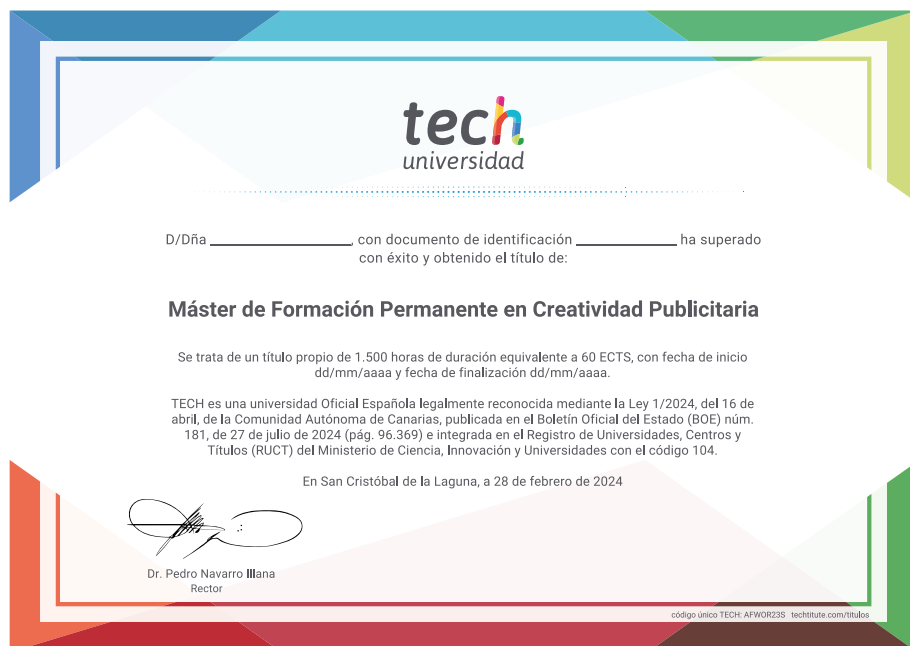 tech
universidad
D/Dña ____________________, con documento de identificación ______________ ha superado
con éxito y obtenido el título de:
Máster de Formación Permanente en Creatividad Publicitaria
Se trata de un título propio de 1.500 horas de duración equivalente a 60 ECTS, con fecha de inicio
dd/mm/aaaa y fecha de finalización dd/mm/aaaa.
TECH es una universidad Oficial Española legalmente reconocida mediante la Ley 1/2024, del 16 de
abril, de la Comunidad Autónoma de Canarias, publicada en el Boletín Oficial del Estado (BOE) núm.
181, de 27 de julio de 2024 (pág. 96.369) e integrada en el Registro de Universidades, Centros y
Títulos (RUCT) del Ministerio de Ciencia, Innovación y Universidades con el código 104.
En San Cristóbal de la Laguna, a 28 de febrero de 2024
Dr. Pedro Navarro Illana
Rector
código único TECH: AFWOR23S techtitute.com/titulos